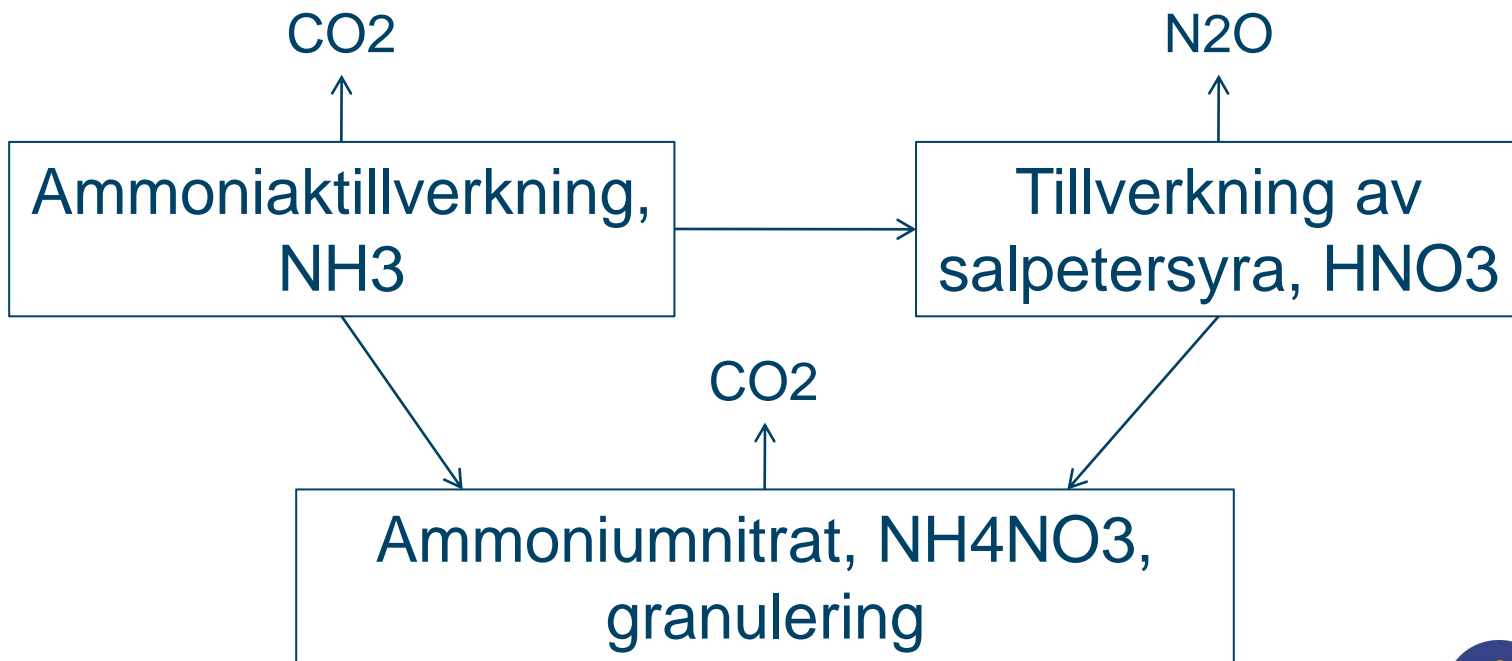 CO2
N2O
Ammoniaktillverkning,
NH3
Tillverkning av
salpetersyra, HNO3
CO2
Ammoniumnitrat, NH4NO3,
granulering